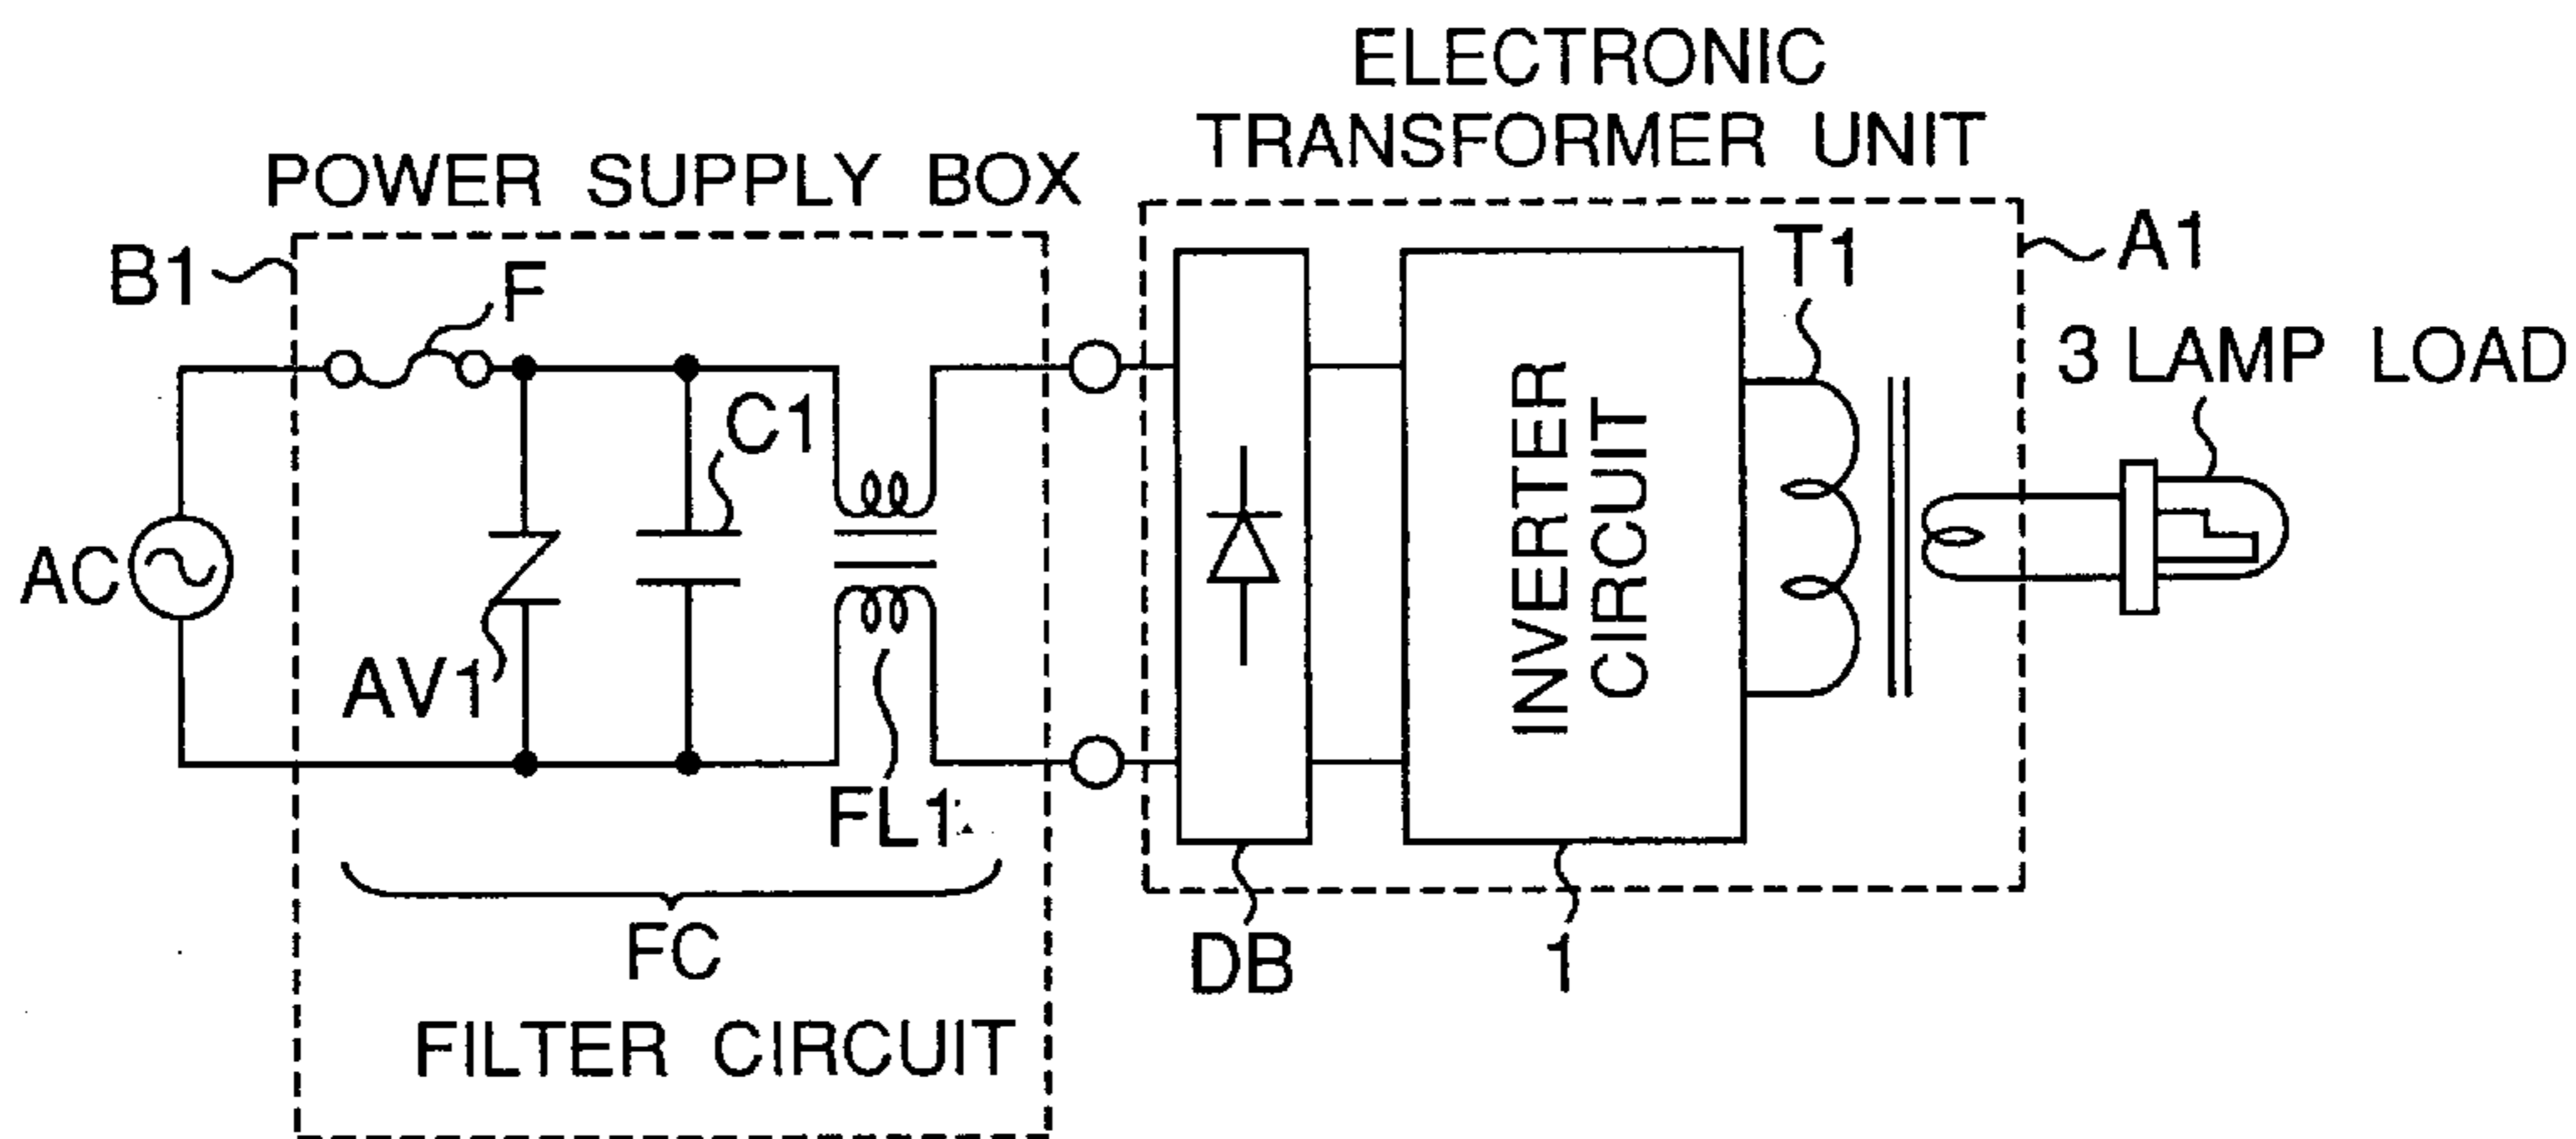 ELECTRONIC
TRANSFORMER UNIT
POWER SUPPLY BOX
B1
F
T1
A1
3 LAMP LOAD
C1
INVERTER
CIRCUIT
AC
AV1
FL1
FC
DB
1
FILTER CIRCUIT